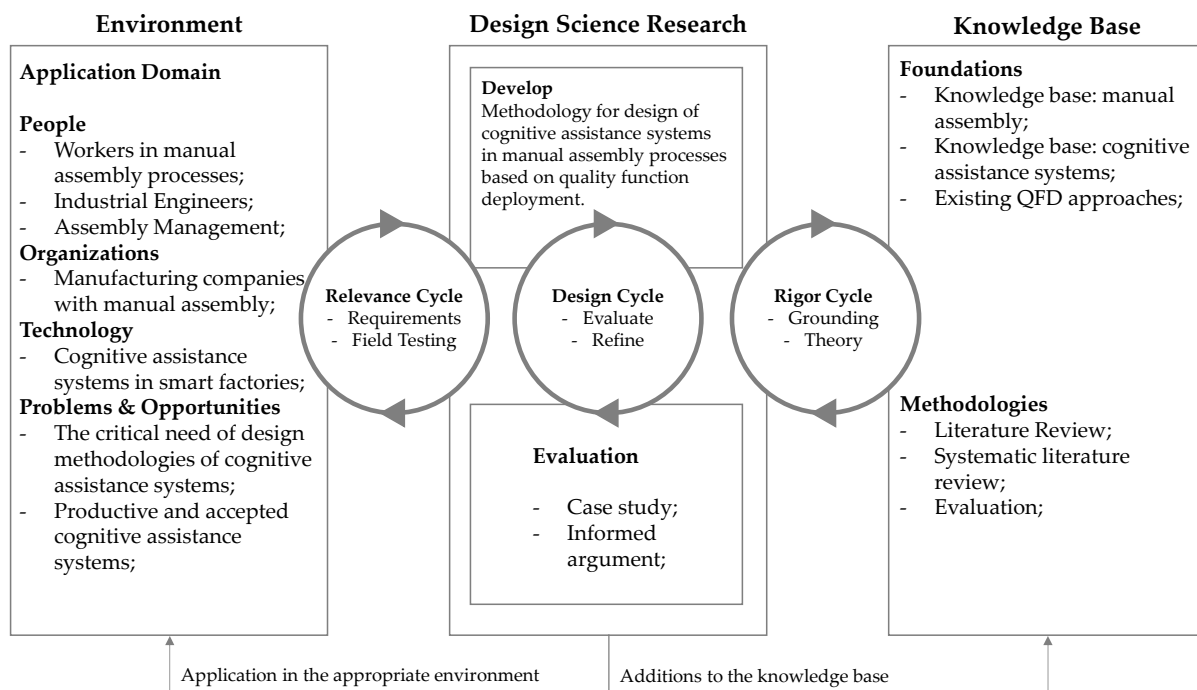 Environment
Application Domain
People
- Workers in manual
assembly processes;
- Industrial Engineers;
- Assembly Management;
Organizations
- Manufacturing companies
with manual assembly;
Technology
- Cognitive assistance
systems in smart factories;
Problems & Opportunities
- The critical need of design
methodologies of cognitive
assistance systems;
- Productive and accepted
cognitive assistance
systems;
Relevance Cycle
- Requirements
- Field Testing
Design Science Research
Develop
Methodology for design of
cognitive assistance systems
in manual assembly processes
based on quality function
deployment.
Design Cycle
- Evaluate
- Refine
Evaluation
- Case study;
- Informed
argument;
Rigor Cycle
- Grounding
- Theory
Knowledge Base
Foundations
- Knowledge base: manual
assembly;
- Knowledge base: cognitive
assistance systems;
- Existing QFD approaches;
Methodologies
- Literature Review;
- Systematic literature
review;
- Evaluation;
Application in the appropriate environment
Additions to the knowledge base